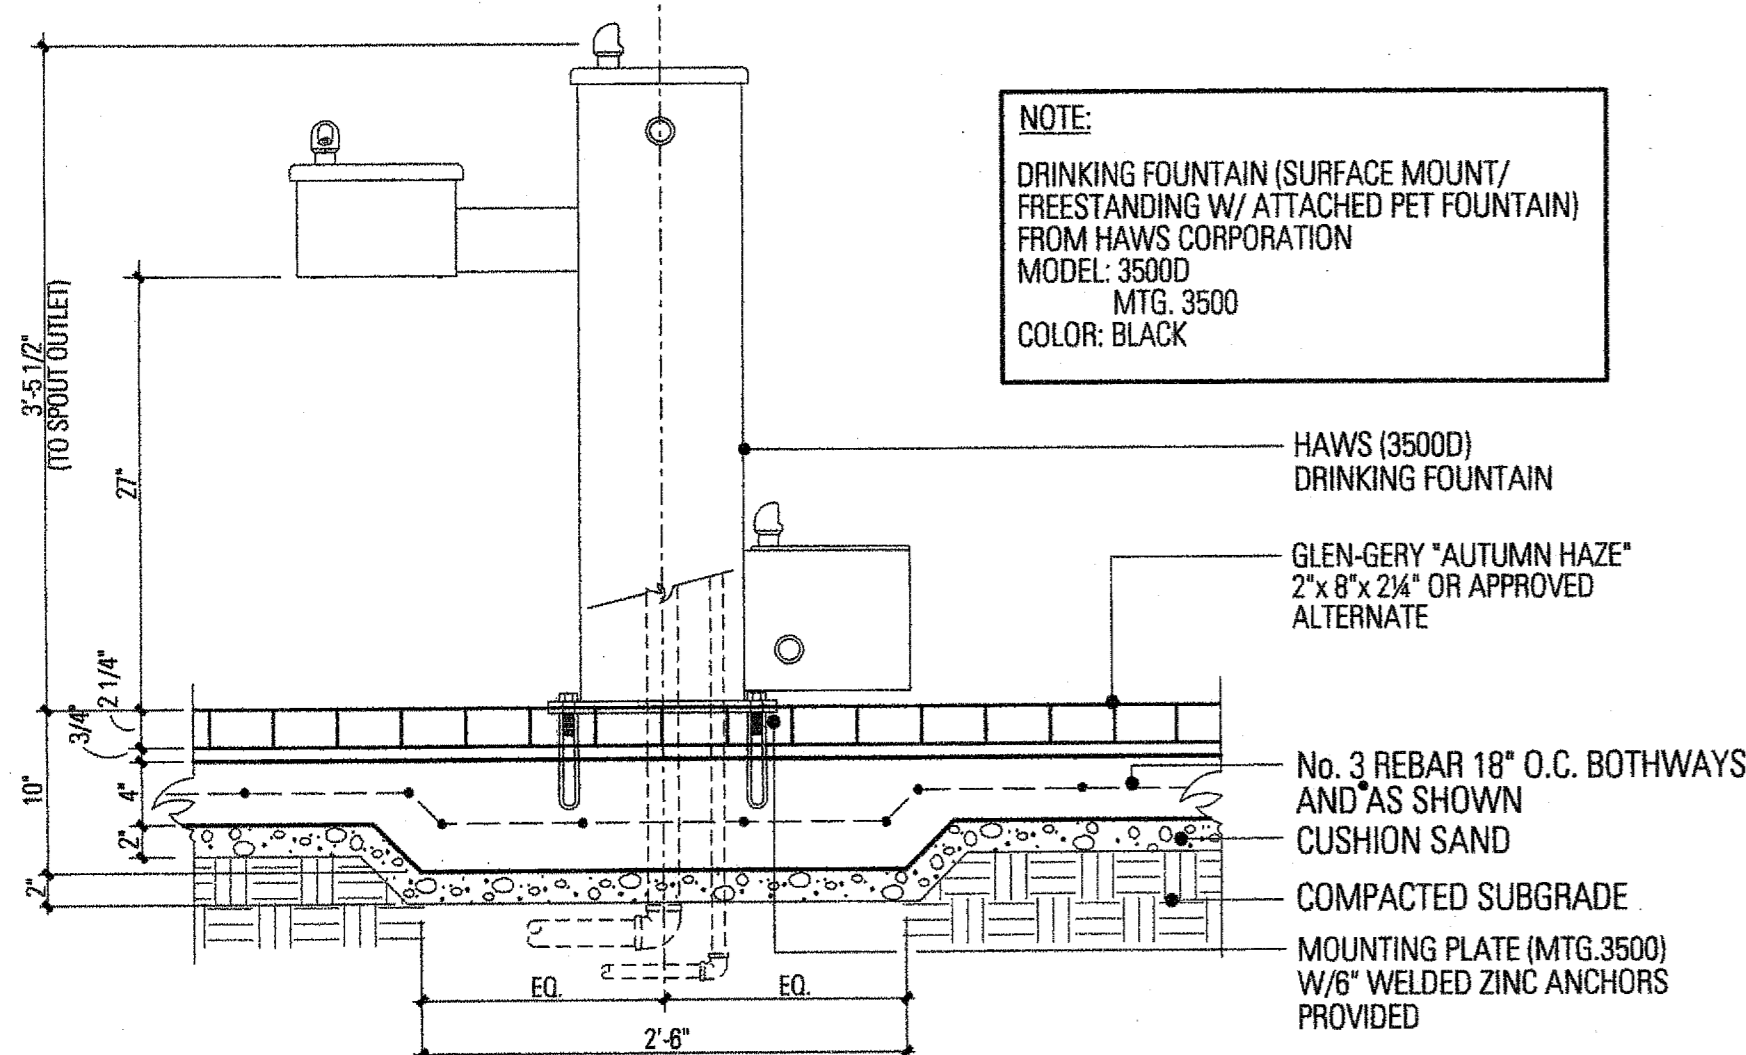 NOTE:
DRINKING FOUNTAIN (SURFACE MOUNT/
FREESTANDING W/ ATTACHED PET FOUNTAIN)
FROM HAWS CORPORATION
MODEL: 3500D
MTG. 3500
COLOR: BLACK
3'-5 1/2"
(TO SPOUT OUTLET)
27"
2 1/4"
3/4"
10"
4"
2"
2"
HAWS (3500D)
DRINKING FOUNTAIN
GLEN-GERY "AUTUMN HAZE"
2"x 8"x 2¼" OR APPROVED
ALTERNATE
No. 3 REBAR 18" O.C. BOTHWAYS
AND AS SHOWN
CUSHION SAND
COMPACTED SUBGRADE
MOUNTING PLATE (MTG.3500)
W/6" WELDED ZINC ANCHORS
PROVIDED
EQ.
EQ.
2'-6"